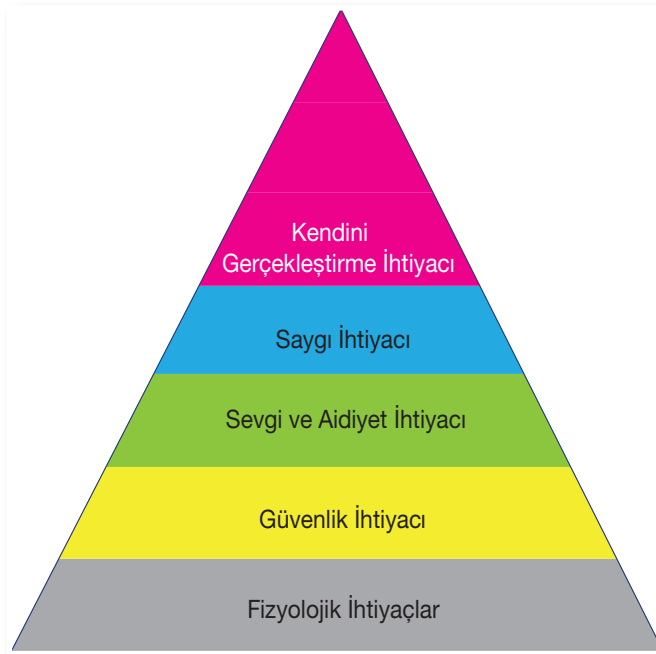 Kendini
Gerçekleştirme İhtiyacı
Saygı İhtiyacı
Sevgi ve Aidiyet İhtiyacı
Güvenlik İhtiyacı
Fizyolojik İhtiyaçlar